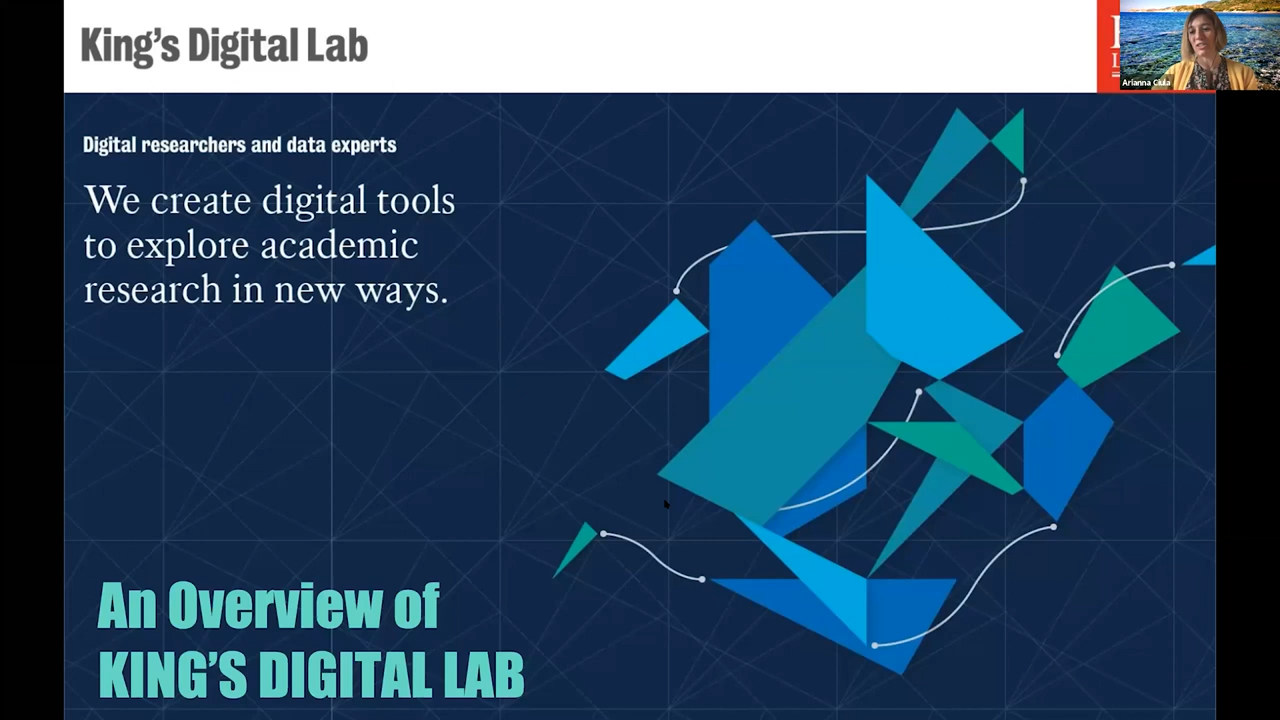 King's Digital Lab
Arianna Ciula
Digital researchers and data experts
We create digital tools
to explore academic
research in new ways.
An Overview of
KING'S DIGITAL LAB